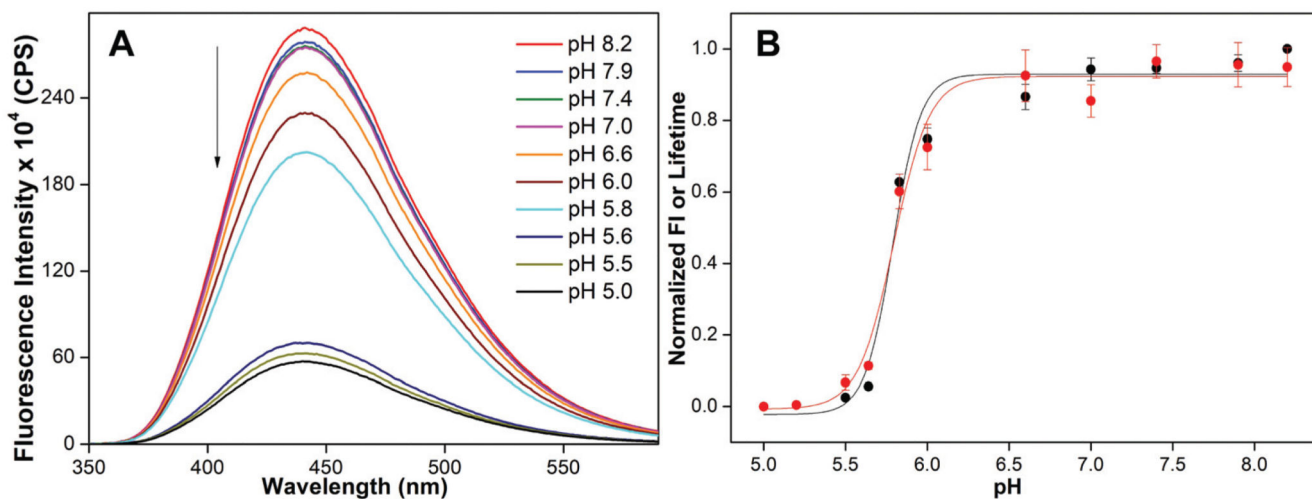 A
pH 8.2
pH 7.9
pH 7.4
pH 7.0
pH 6.6
pH 6.0
pH 5.8
pH 5.6
pH 5.5
pH 5.0
Fluorescence Intensity x 10⁴ (CPS)
240
180
120
60
0
350 400 450 500 550
Wavelength (nm)
B
Normalized FI or Lifetime
1.0
0.8
0.6
0.4
0.2
0.0
5.0 5.5 6.0 6.5 7.0 7.5 8.0
pH